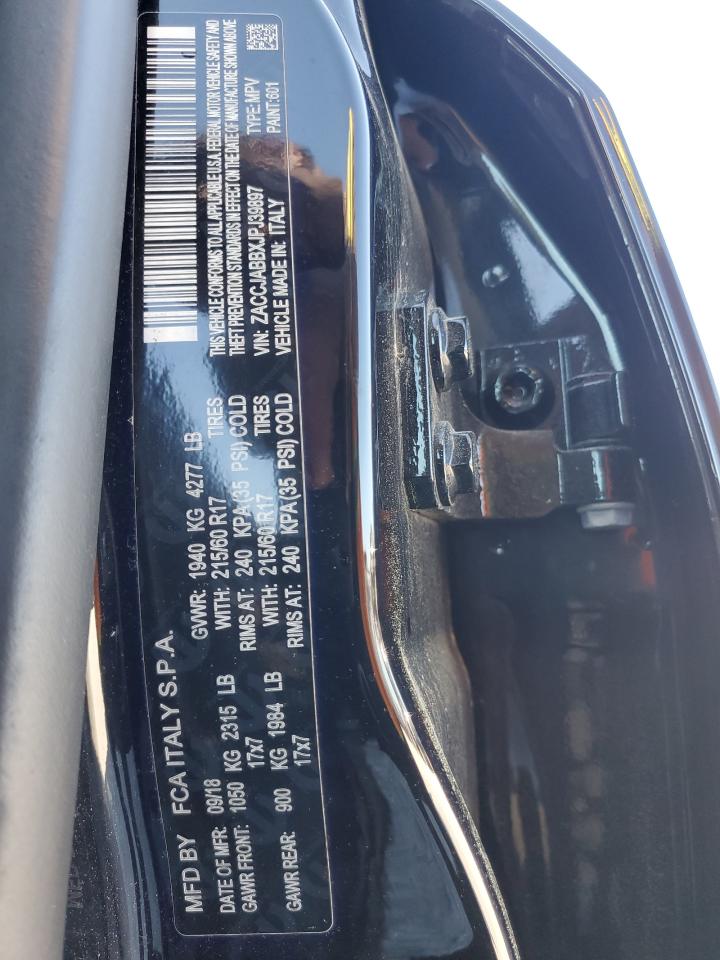 MFD BY FCA ITALY S.P.A.
DATE OF MFR: 09/18 GVWR: 1940 KG 4277 LB
GAWR FRONT: 1050 KG 2315 LB WITH: 215/60 R17 TIRES
17x7 RIMS AT: 240 KPA(35 PSI) COLD
GAWR REAR: 900 KG 1984 LB WITH: 215/60 R17 TIRES
17x7 RIMS AT: 240 KPA(35 PSI) COLD
THIS VEHICLE CONFORMS TO ALL APPLICABLE U.S.A. FEDERAL MOTOR VEHICLE SAFETY AND
THEFT PREVENTION STANDARDS IN EFFECT ON THE DATE OF MANUFACTURE SHOWN ABOVE
VIN: ZACCJABBXJPJ39697 TYPE: MPV
VEHICLE MADE IN: ITALY PAINT: 601